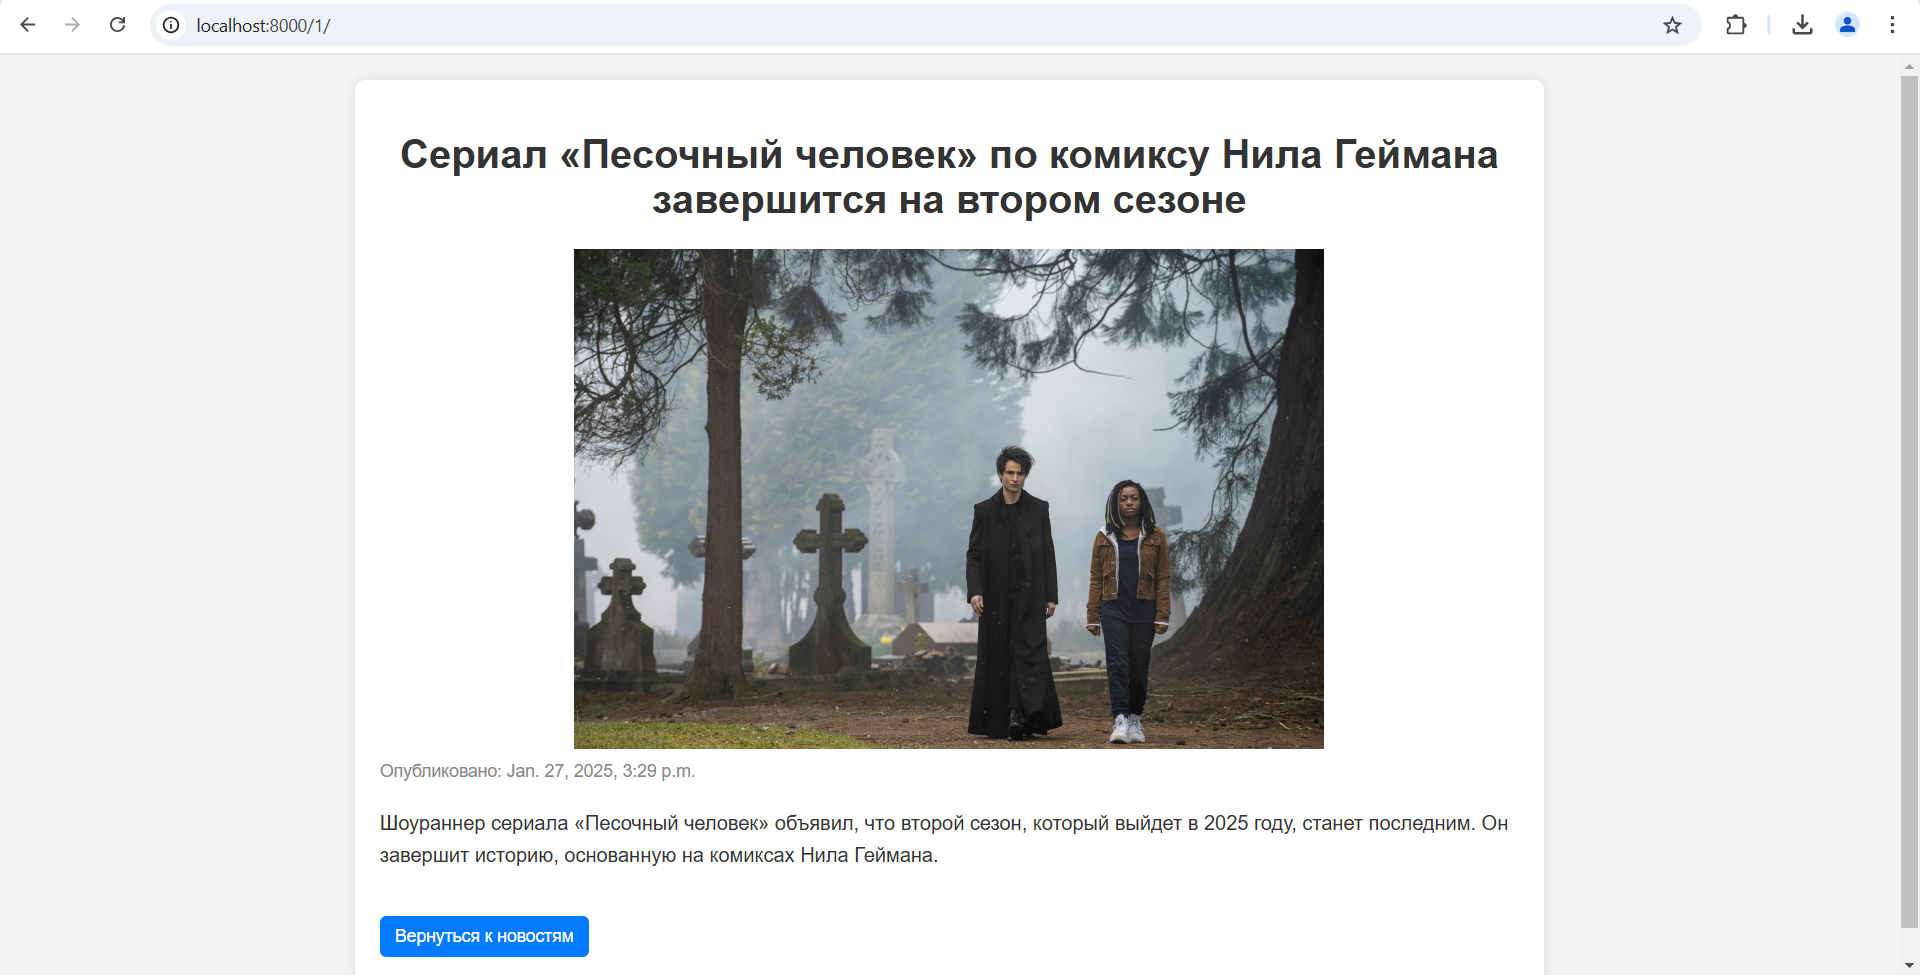 localhost:8000/1/
Сериал «Песочный человек» по комиксу Нила Геймана
завершится на втором сезоне
Опубликовано: Jan. 27, 2025, 3:29 p.m.
Шоураннер сериала «Песочный человек» объявил, что второй сезон, который выйдет в 2025 году, станет последним. Он
завершит историю, основанную на комиксах Нила Геймана.
Вернуться к новостям